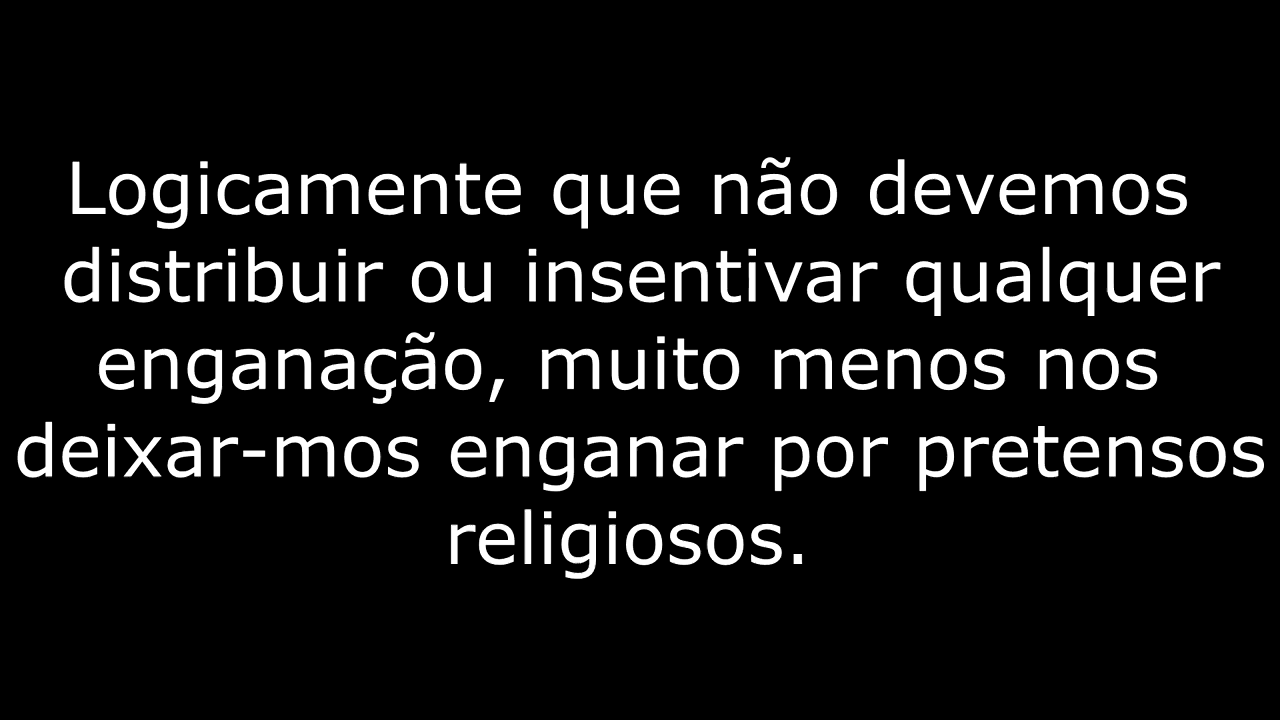 Logicamente que não devemos
distribuir ou insentivar qualquer
enganação, muito menos nos
deixar-mos enganar por pretensos
religiosos.